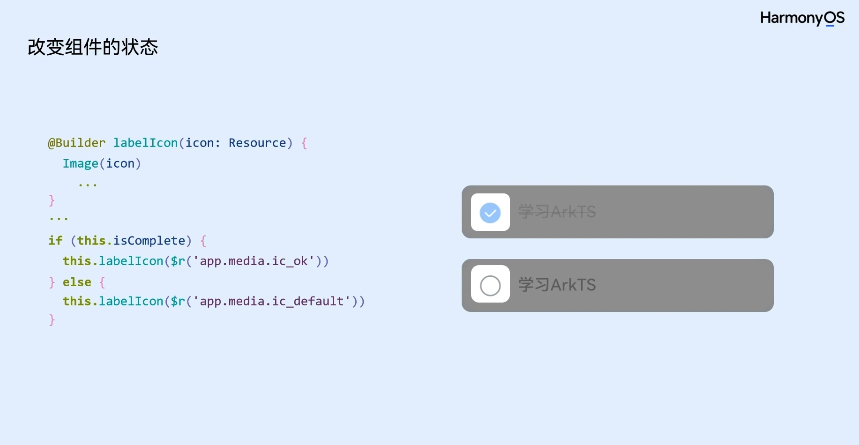 HarmonyOS
改变组件的状态
@Builder labelIcon(icon: Resource) {
  Image(icon)
    ...
}
...
if (this.isComplete) {
  this.labelIcon($r('app.media.ic_ok'))
} else {
  this.labelIcon($r('app.media.ic_default'))
}
学习ArkTS
学习ArkTS